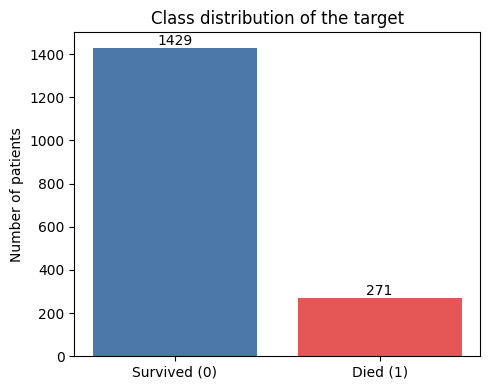 Class distribution of the target
Number of patients
1400
1200
1000
800
600
400
200
0
1429
271
Survived (0)
Died (1)